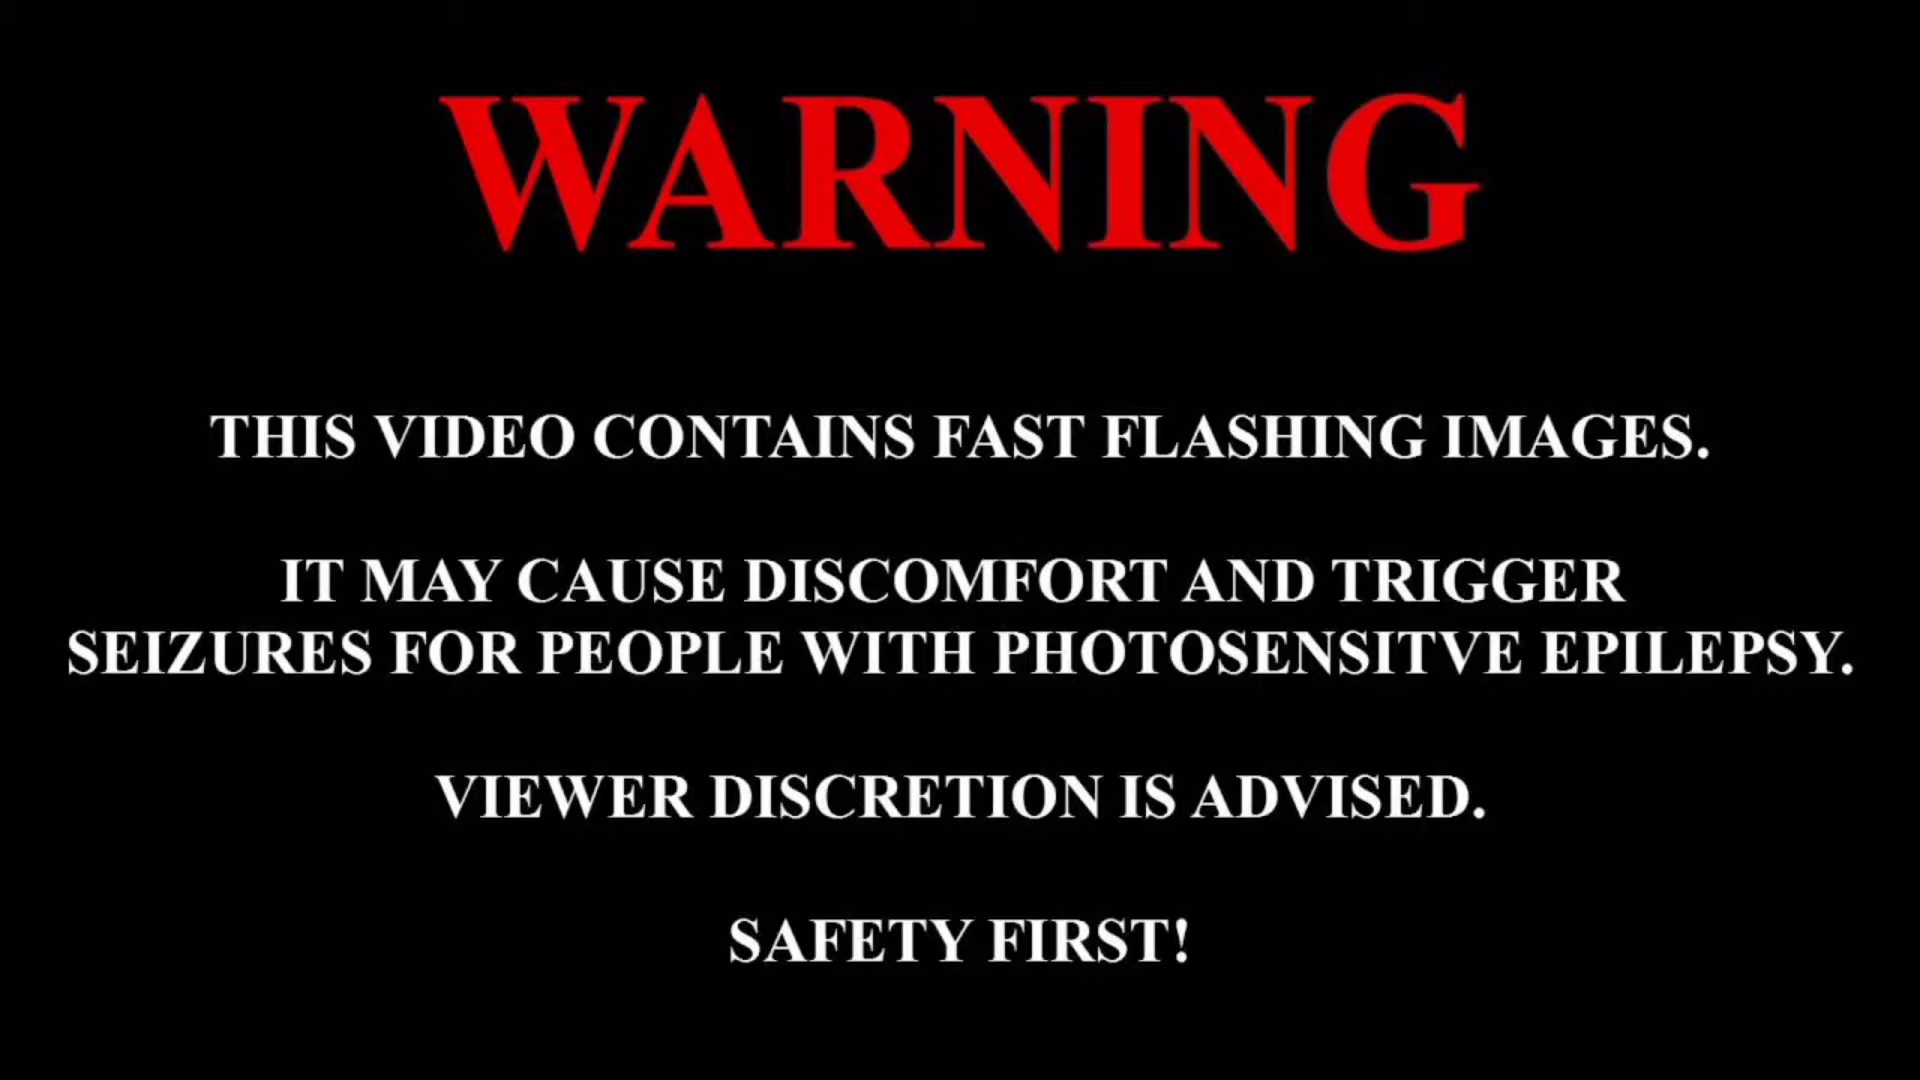 WARNING
THIS VIDEO CONTAINS FAST FLASHING IMAGES.
IT MAY CAUSE DISCOMFORT AND TRIGGER
SEIZURES FOR PEOPLE WITH PHOTOSENSITVE EPILEPSY.
VIEWER DISCRETION IS ADVISED.
SAFETY FIRST!